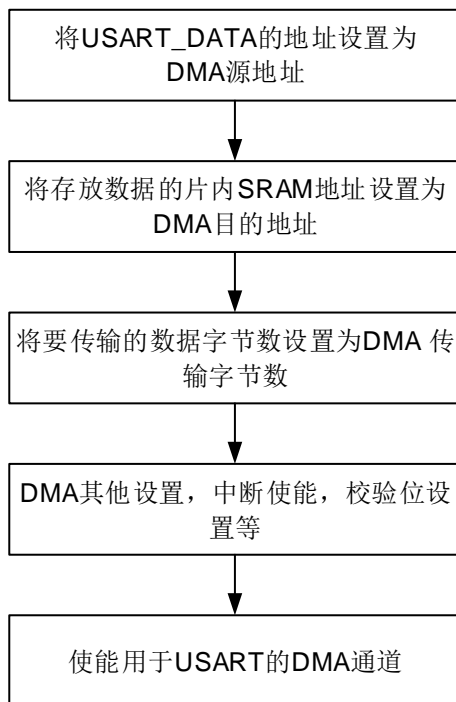 将USART_DATA的地址设置为
DMA源地址
将存放数据的片内SRAM地址设置为
DMA目的地址
将要传输的数据字节数设置为DMA 传
输字节数
DMA其他设置，中断使能，校验位设
置等
使能用于USART的DMA通道